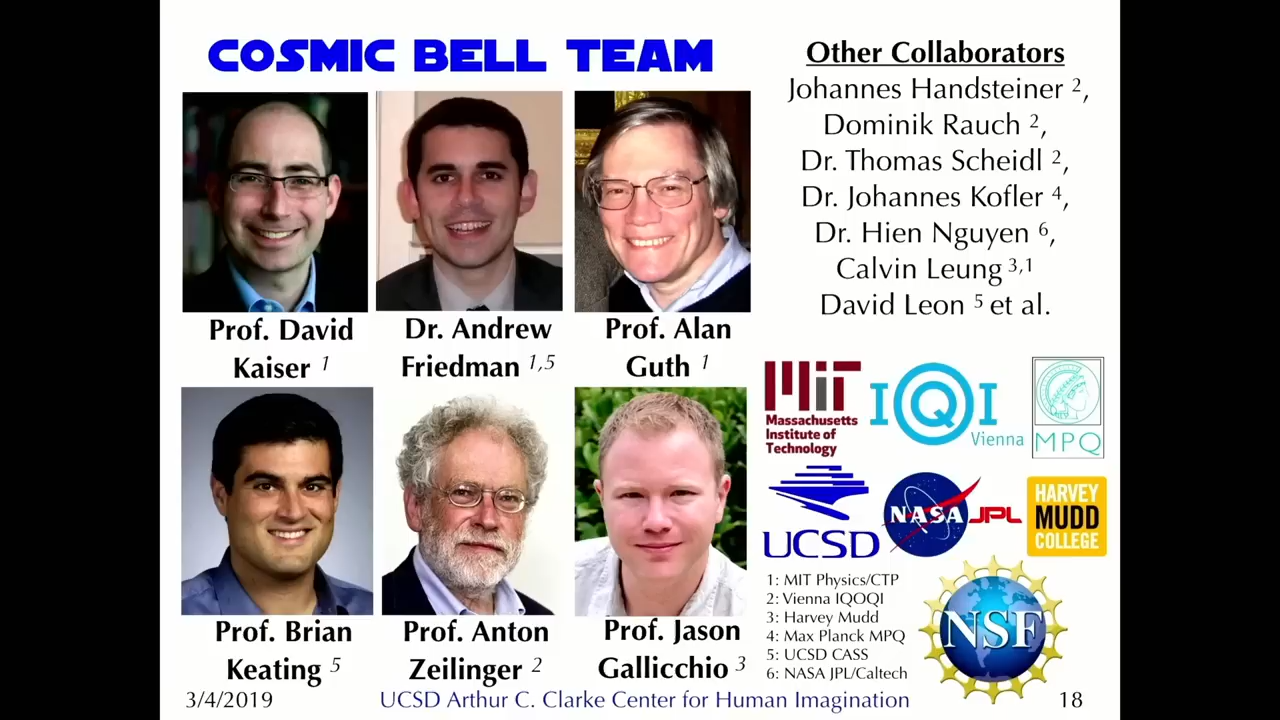 COSMIC BELL TEAM
Prof. David
Kaiser 1
Dr. Andrew
Friedman 1,5
Prof. Alan
Guth 1
Prof. Brian
Keating 5
Prof. Anton
Zeilinger 2
Prof. Jason
Gallicchio 3
Other Collaborators
Johannes Handsteiner 2,
Dominik Rauch 2,
Dr. Thomas Scheidl 2,
Dr. Johannes Kofler 4,
Dr. Hien Nguyen 6,
Calvin Leung 3,1
David Leon 5 et al.
MIT
Massachusetts
Institute of
Technology
IQI
Vienna
MPQ
UCSD
NASA
JPL
HARVEY
MUDD
COLLEGE
1: MIT Physics/CTP
2: Vienna IQOQI
3: Harvey Mudd
4: Max Planck MPQ
5: UCSD CASS
6: NASA JPL/Caltech
NSF
3/4/2019
UCSD Arthur C. Clarke Center for Human Imagination
18